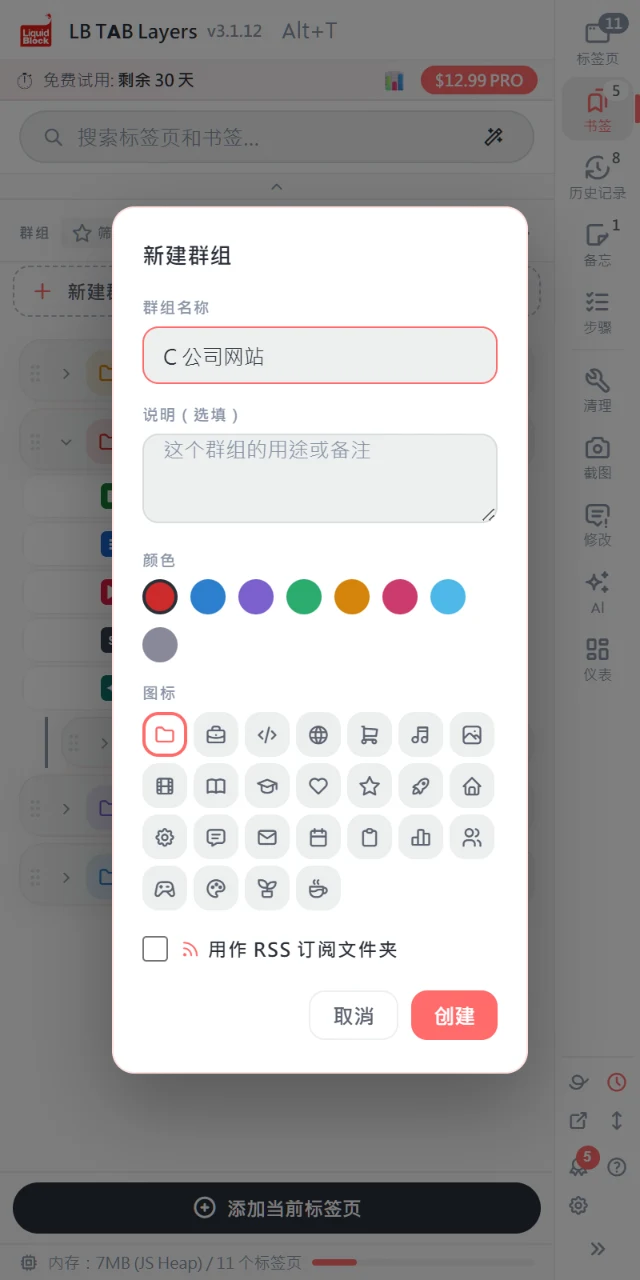 Liquid Block
LB TAB Layers v3.1.12 Alt+T
免费试用: 剩余 30 天
$12.99 PRO
搜索标签页和书签...
群组
新建群组
群组名称
C 公司网站
说明（选填）
这个群组的用途或备注
颜色
图标
用作 RSS 订阅文件夹
取消
创建
添加当前标签页
内存：7MB (JS Heap) / 11 个标签页
11
标签页
5
书签
8
历史记录
1
备忘
步骤
清理
截图
修改
AI
仪表
5